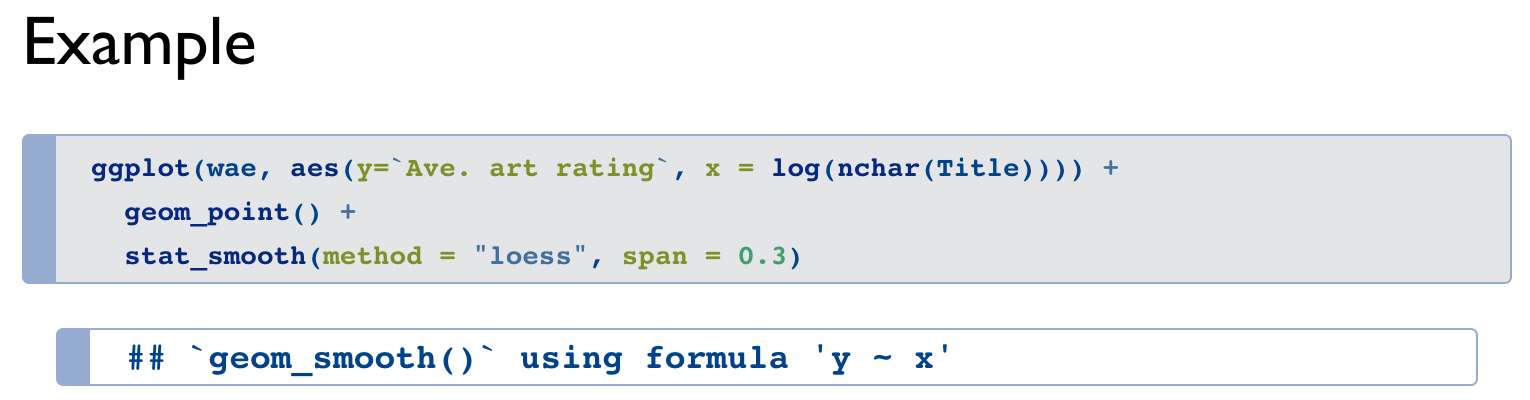 Example
ggplot(wae, aes(y=`Ave. art rating`, x = log(nchar(Title)))) +
geom_point() +
stat_smooth(method = "loess", span = 0.3)
## `geom_smooth()` using formula 'y ~ x'